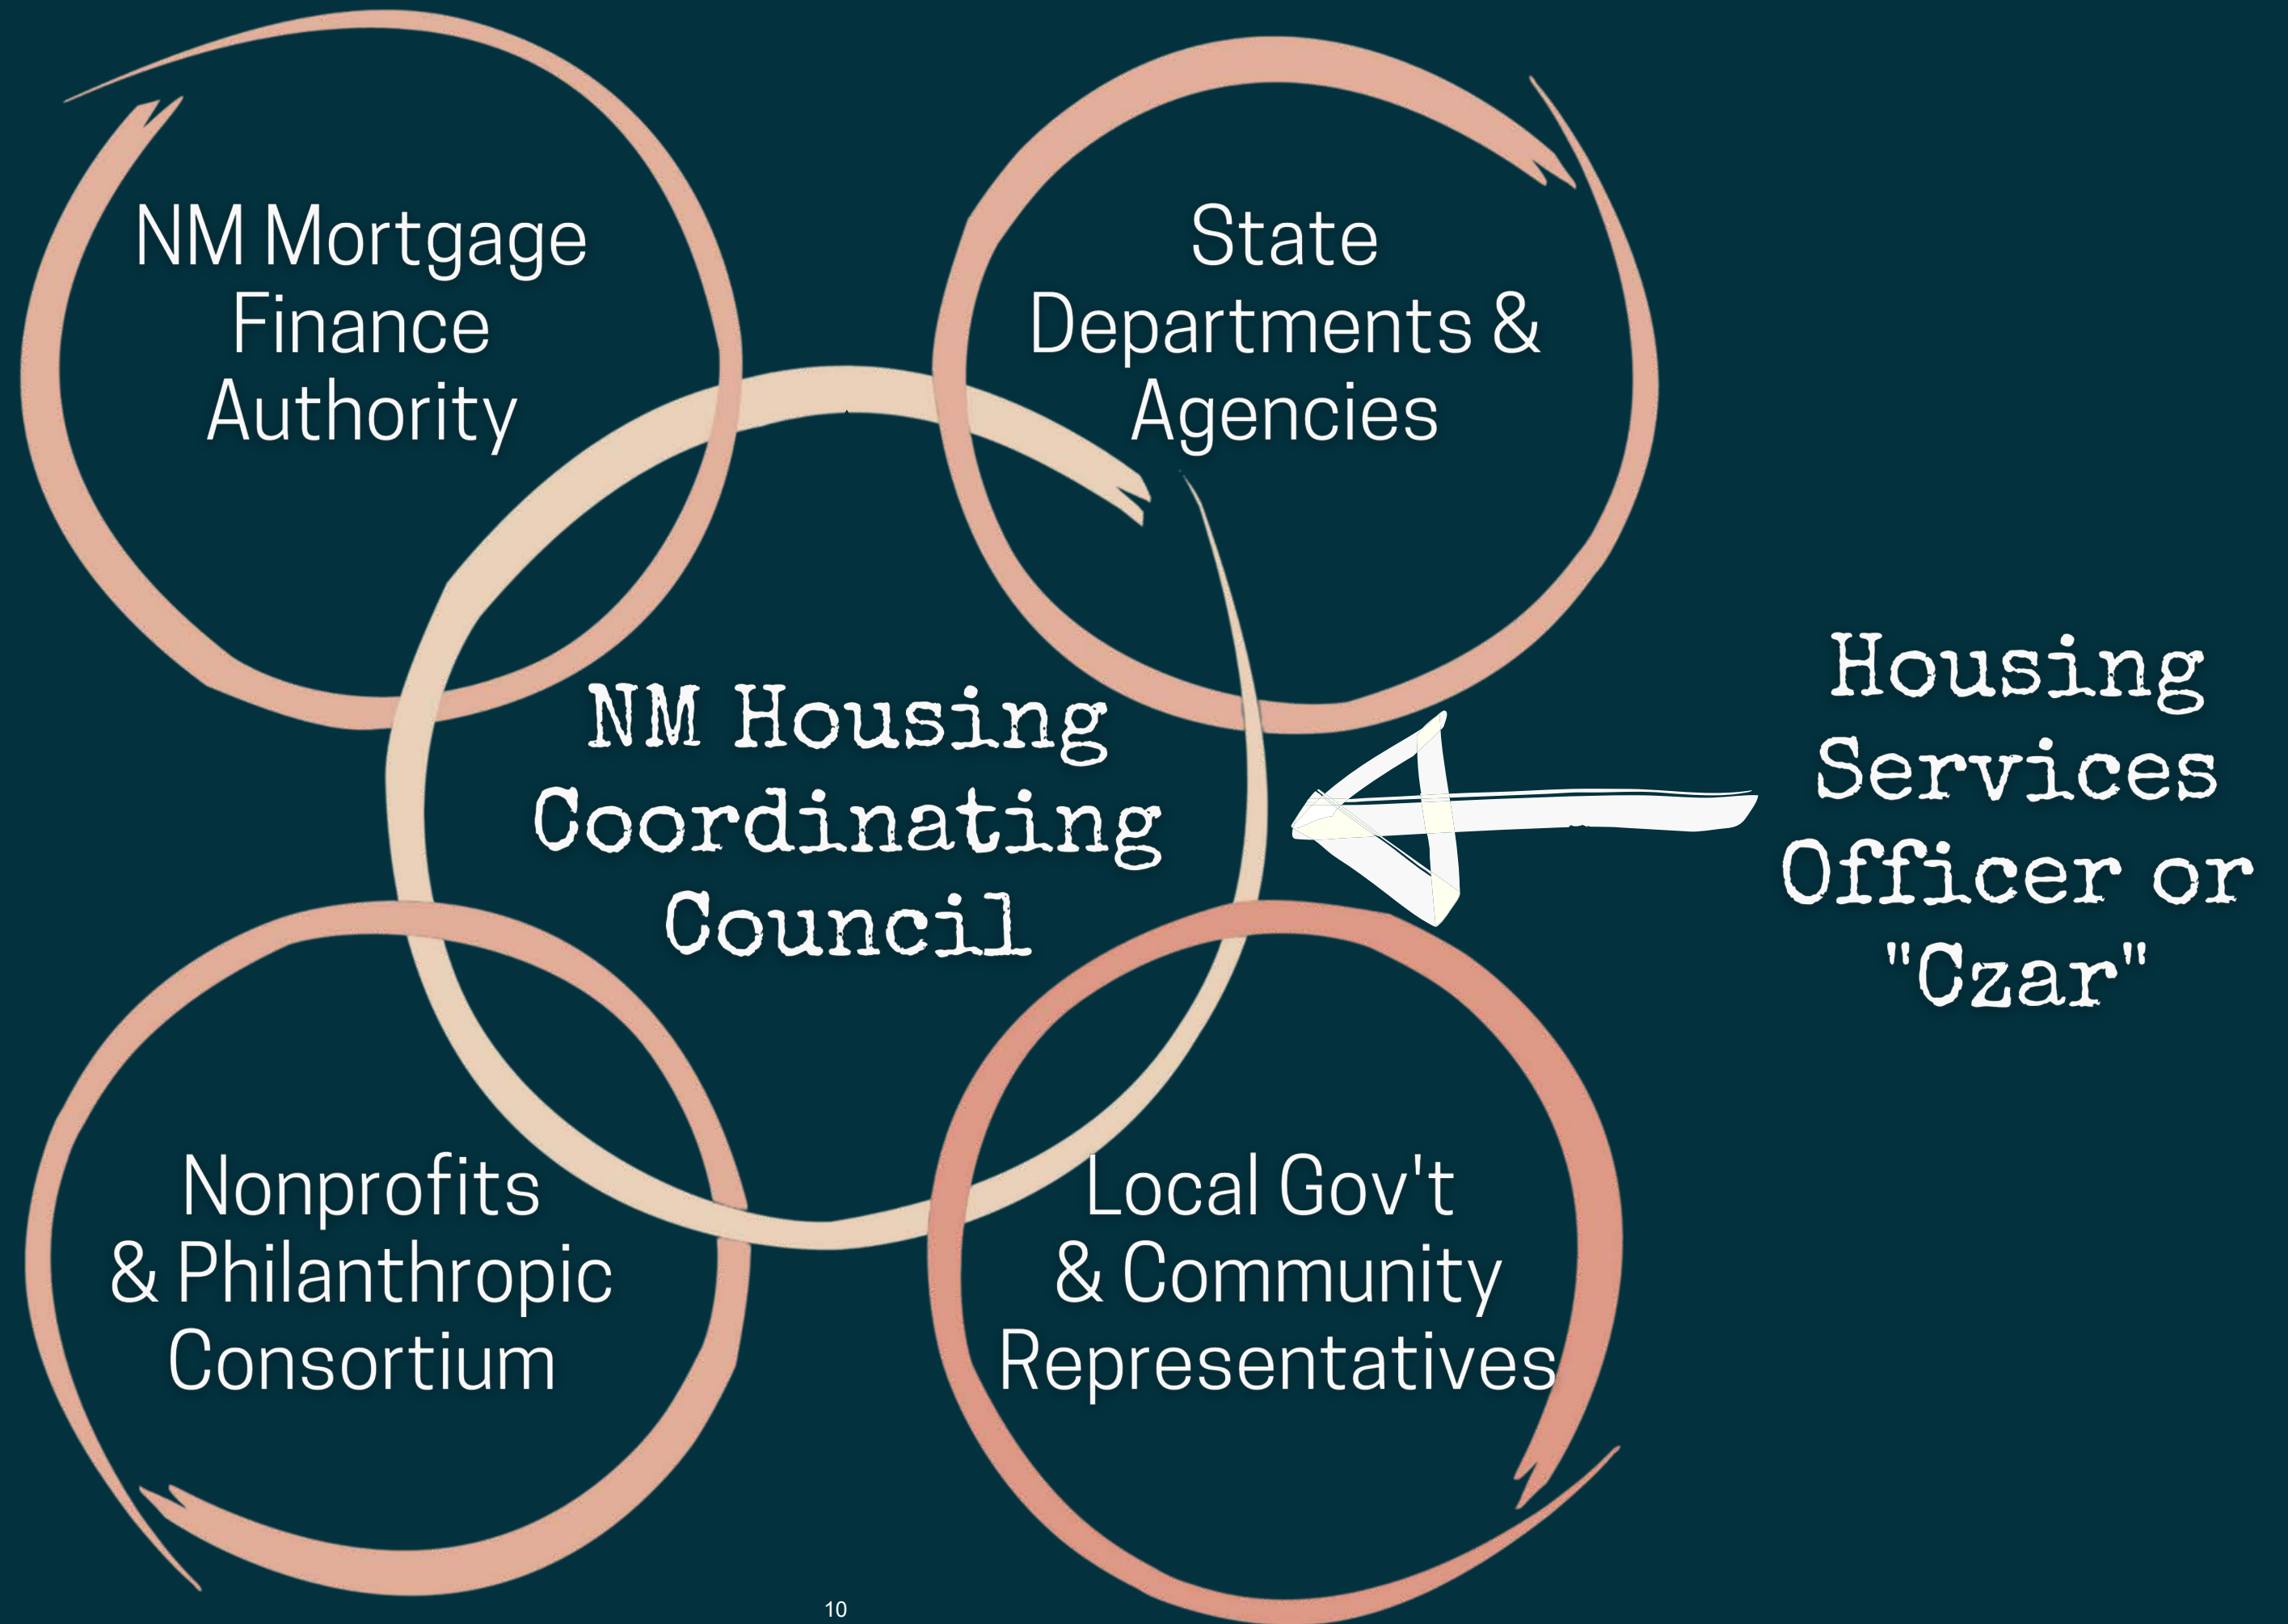 NM Mortgage
Finance
Authority
State
Departments &
Agencies
NM Housing
Coordinating
Council
Housing
Services
Officer or
"Czar"
Nonprofits
& Philanthropic
Consortium
Local Gov't
& Community
Representatives
10